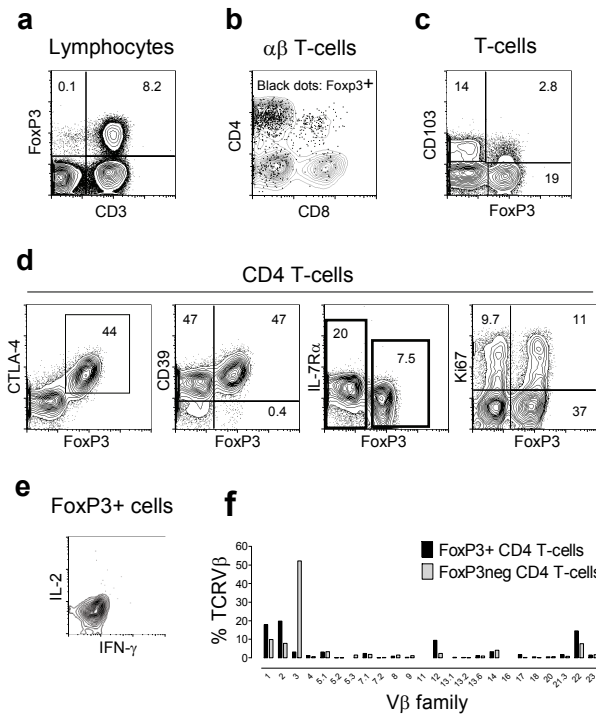 a
Lymphocytes
0.1
8.2
FoxP3
CD3
b
αβ T-cells
Black dots: Foxp3+
CD4
CD8
c
T-cells
14
2.8
19
CD103
FoxP3
d
CD4 T-cells
44
CTLA-4
FoxP3
47
47
0.4
CD39
FoxP3
20
7.5
IL-7Rα
FoxP3
9.7
11
37
Ki67
FoxP3
e
FoxP3+ cells
IL-2
IFN-γ
f
FoxP3+ CD4 T-cells
FoxP3neg CD4 T-cells
% TCRVβ
60
50
40
30
20
10
0
1 2 3 4 5.1 5.2 5.3 7.1 7.2 8 9 11 12 13.1 13.2 13.6 14 16 17 18 20 21.3 22 23
Vβ family